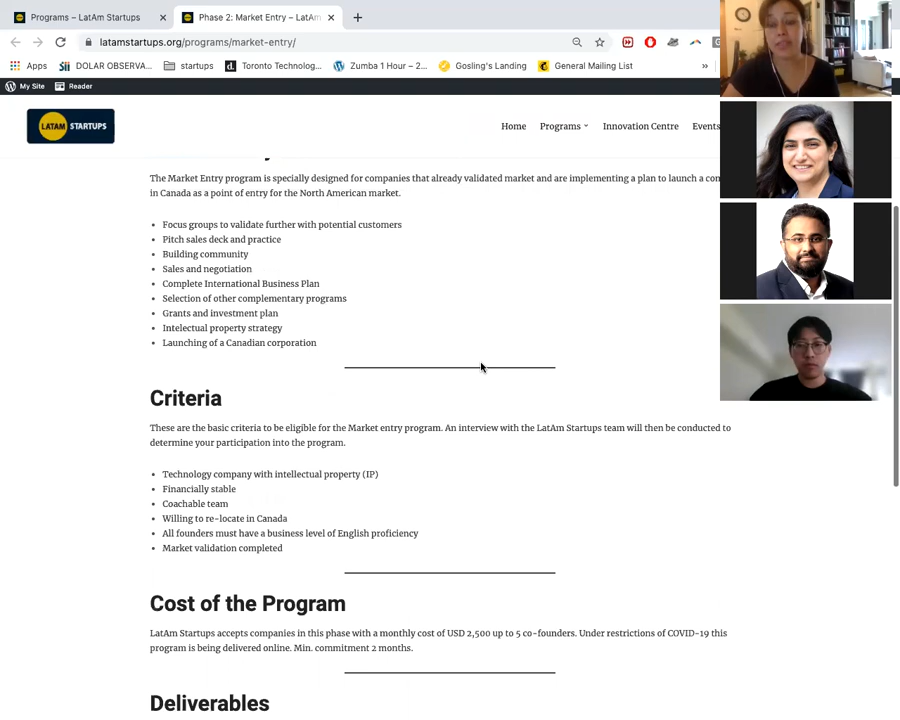 Programs – LatAm Startups
Phase 2: Market Entry – LatAm
latamstartups.org/programs/market-entry/
Apps
DOLAR OBSERVA...
startups
Toronto Technolog...
Zumba 1 Hour – 2...
Gosling's Landing
General Mailing List
»
My Site
Reader
LATAM STARTUPS
Home
Programs
Innovation Centre
Events
The Market Entry program is specially designed for companies that already validated market and are implementing a plan to launch a
in Canada as a point of entry for the North American market.
• Focus groups to validate further with potential customers
• Pitch sales deck and practice
• Building community
• Sales and negotiation
• Complete International Business Plan
• Selection of other complementary programs
• Grants and investment plan
• Intelectual property strategy
• Launching of a Canadian corporation
Criteria
These are the basic criteria to be eligible for the Market entry program. An interview with the LatAm Startups team will then be conducted to
determine your participation into the program.
• Technology company with intellectual property (IP)
• Financially stable
• Coachable team
• Willing to re-locate in Canada
• All founders must have a business level of English proficiency
• Market validation completed
Cost of the Program
LatAm Startups accepts companies in this phase with a monthly cost of USD 2,500 up to 5 co-founders. Under restrictions of COVID-19 this
program is being delivered online. Min. commitment 2 months.
Deliverables